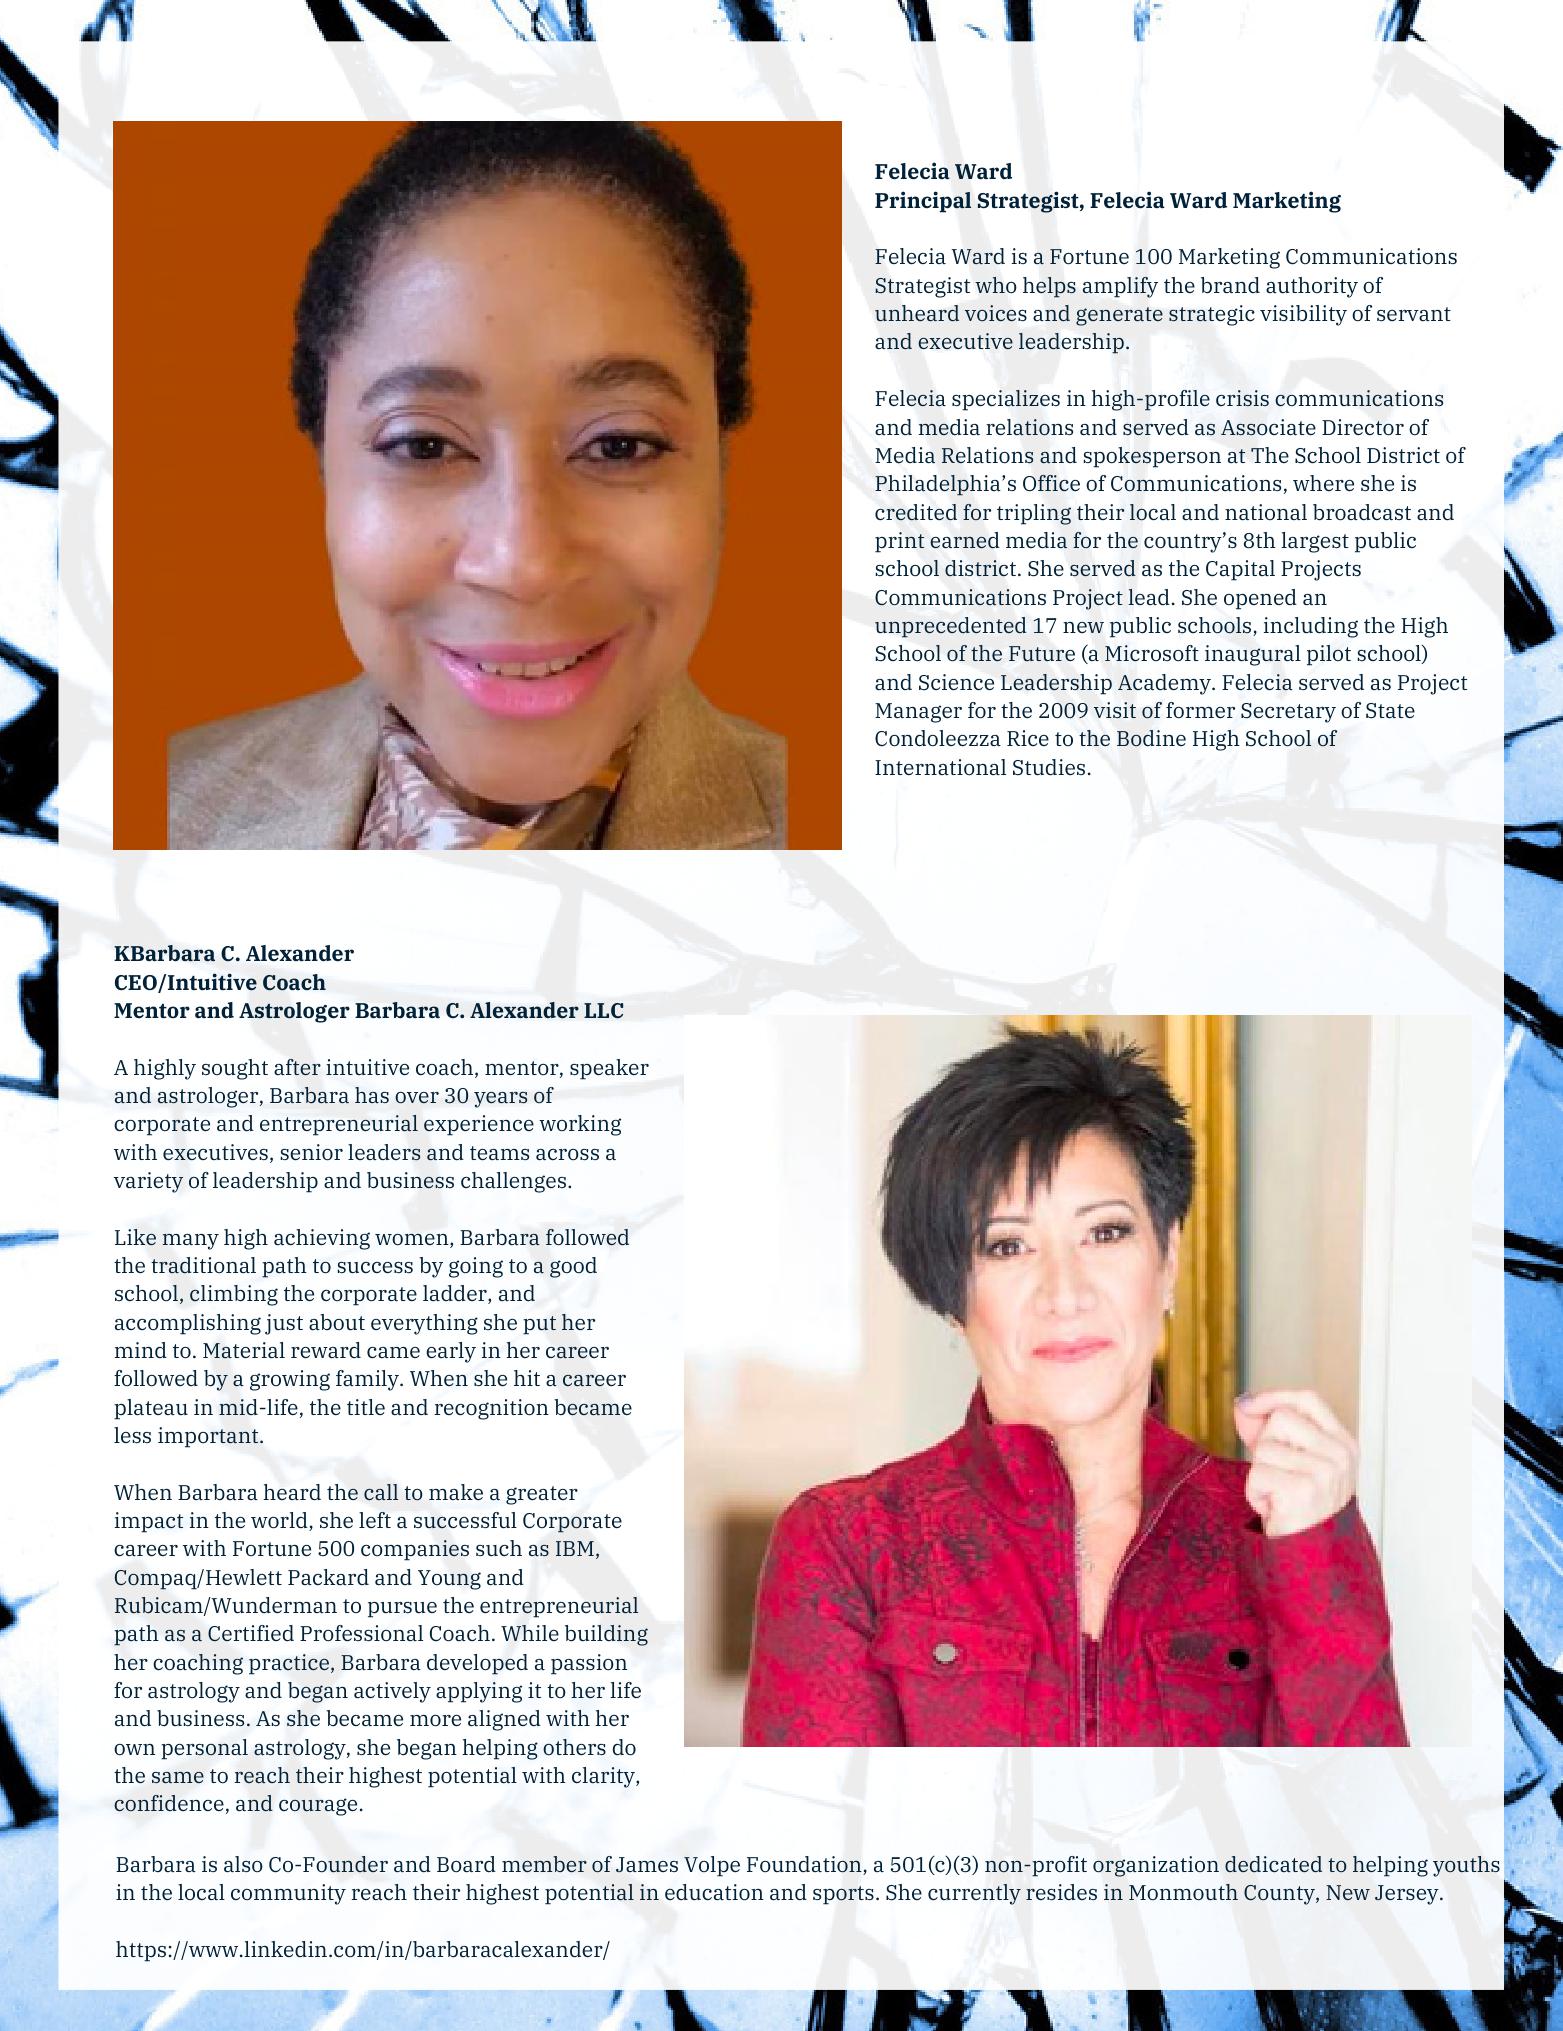 Felecia Ward
Principal Strategist, Felecia Ward Marketing
Felecia Ward is a Fortune 100 Marketing Communications
Strategist who helps amplify the brand authority of
unheard voices and generate strategic visibility of servant
and executive leadership.
Felecia specializes in high-profile crisis communications
and media relations and served as Associate Director of
Media Relations and spokesperson at The School District of
Philadelphia’s Office of Communications, where she is
credited for tripling their local and national broadcast and
print earned media for the country’s 8th largest public
school district. She served as the Capital Projects
Communications Project lead. She opened an
unprecedented 17 new public schools, including the High
School of the Future (a Microsoft inaugural pilot school)
and Science Leadership Academy. Felecia served as Project
Manager for the 2009 visit of former Secretary of State
Condoleezza Rice to the Bodine High School of
International Studies.
KBarbara C. Alexander
CEO/Intuitive Coach
Mentor and Astrologer Barbara C. Alexander LLC
A highly sought after intuitive coach, mentor, speaker
and astrologer, Barbara has over 30 years of
corporate and entrepreneurial experience working
with executives, senior leaders and teams across a
variety of leadership and business challenges.
Like many high achieving women, Barbara followed
the traditional path to success by going to a good
school, climbing the corporate ladder, and
accomplishing just about everything she put her
mind to. Material reward came early in her career
followed by a growing family. When she hit a career
plateau in mid-life, the title and recognition became
less important.
When Barbara heard the call to make a greater
impact in the world, she left a successful Corporate
career with Fortune 500 companies such as IBM,
Compaq/Hewlett Packard and Young and
Rubicam/Wunderman to pursue the entrepreneurial
path as a Certified Professional Coach. While building
her coaching practice, Barbara developed a passion
for astrology and began actively applying it to her life
and business. As she became more aligned with her
own personal astrology, she began helping others do
the same to reach their highest potential with clarity,
confidence, and courage.
Barbara is also Co-Founder and Board member of James Volpe Foundation, a 501(c)(3) non-profit organization dedicated to helping youths
in the local community reach their highest potential in education and sports. She currently resides in Monmouth County, New Jersey.
https://www.linkedin.com/in/barbaracalexander/